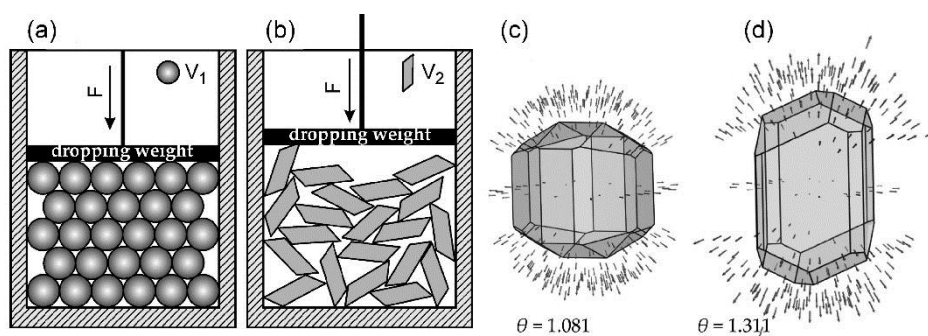 (a)
(b)
(c)
(d)
F
V₁
F
V₂
dropping weight
dropping weight
θ = 1.081
θ = 1.311